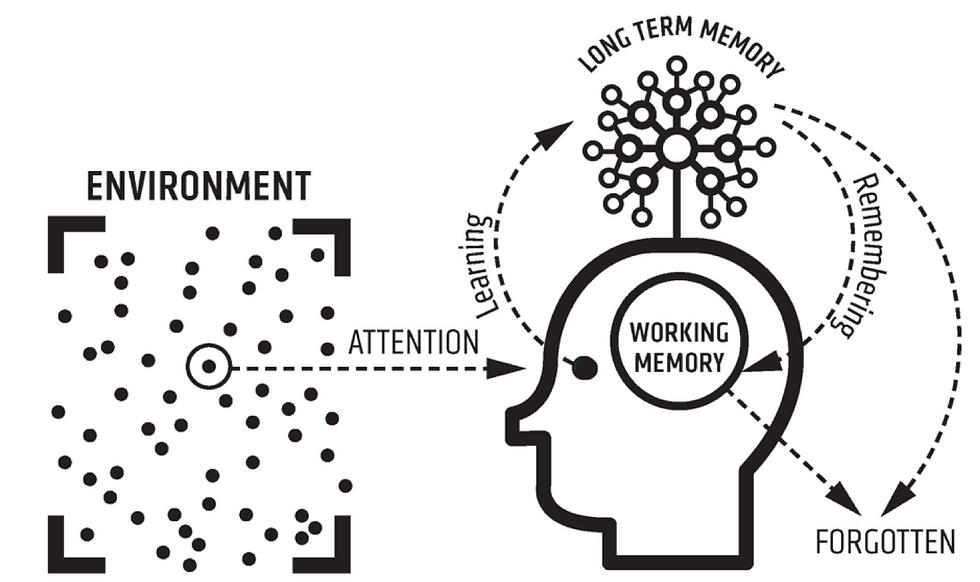 LONG TERM MEMORY
ENVIRONMENT
Learning
Remembering
ATTENTION
WORKING
MEMORY
FORGOTTEN